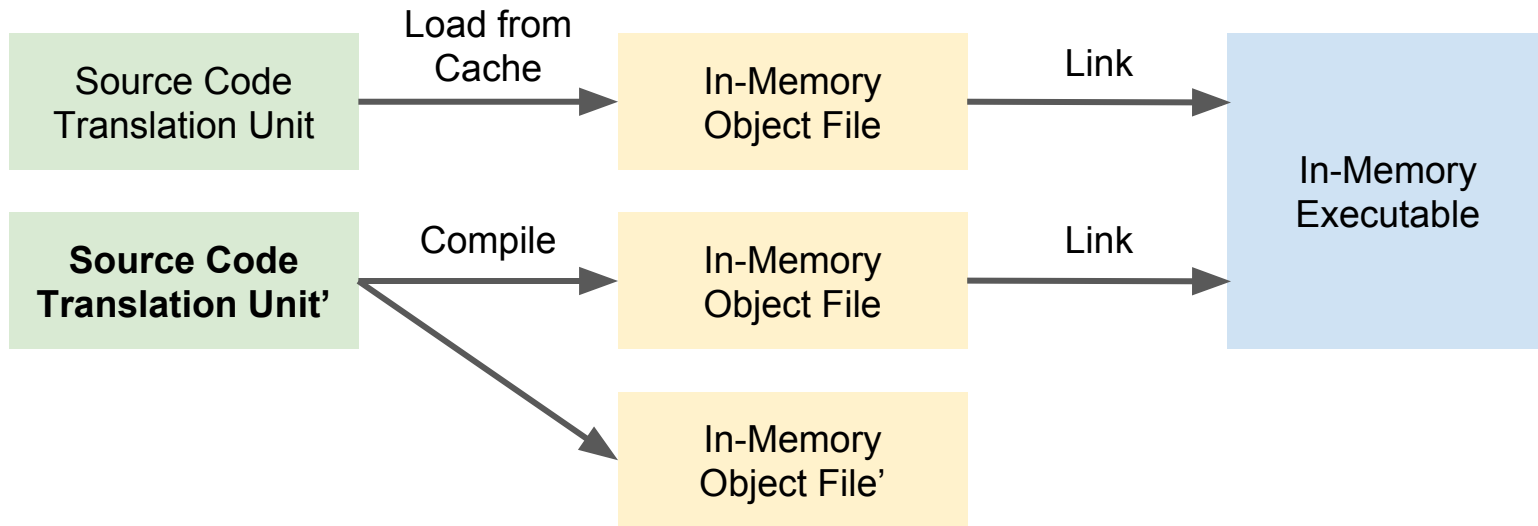 Source Code
Translation Unit
Load from
Cache
In-Memory
Object File
Link
In-Memory
Executable
Source Code
Translation Unit’
Compile
In-Memory
Object File
Link
In-Memory
Object File’